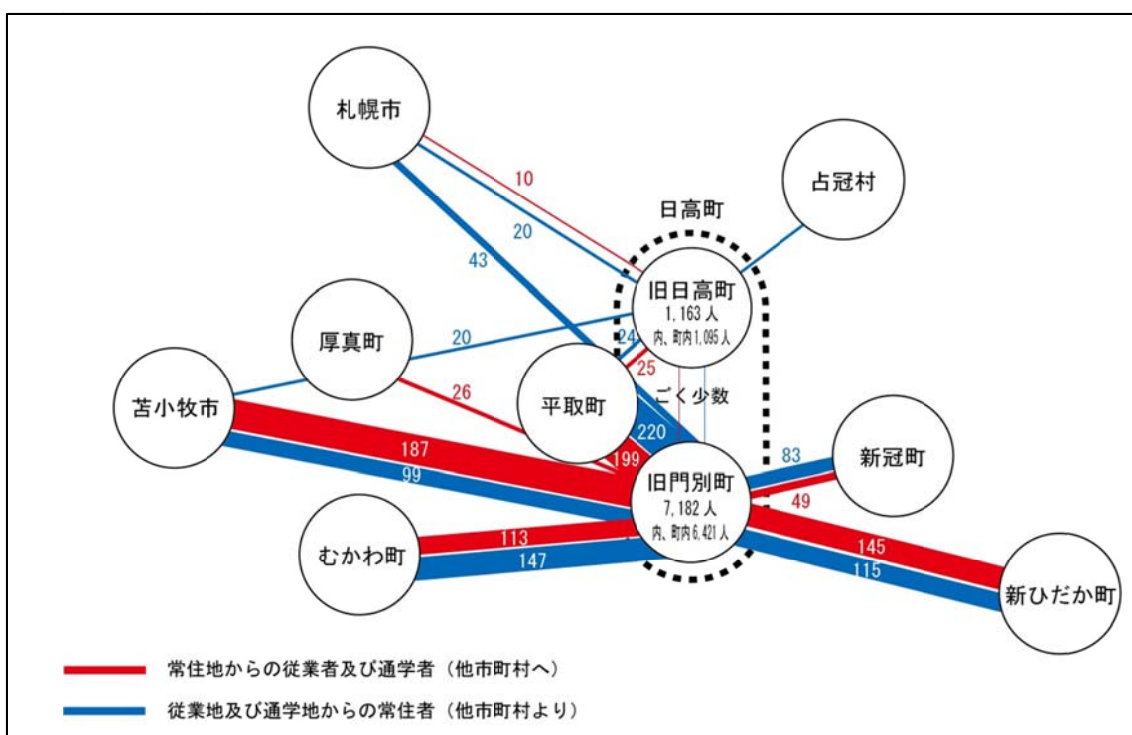 札幌市
占冠村
10
日高町
20
43
旧日高町
1,163人
内、町内1,095人
厚真町
20
24
25
苫小牧市
26
平取町
ごく少数
220
187
199
83
新冠町
99
旧門別町
7,182人
内、町内6,421人
49
むかわ町
113
147
145
115
新ひだか町
常住地からの従業者及び通学者（他市町村へ）
従業地及び通学地からの常住者（他市町村より）